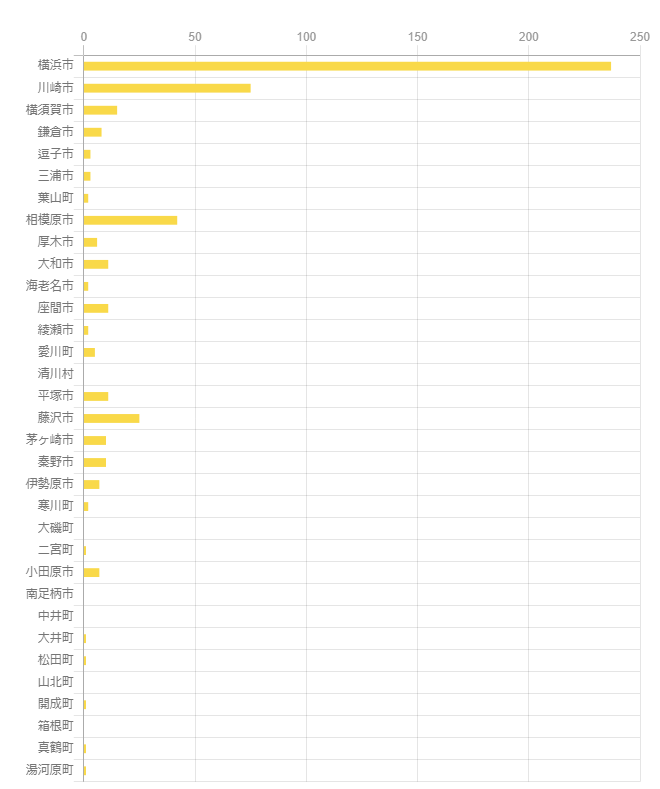 0 50 100 150 200 250
横浜市
川崎市
横須賀市
鎌倉市
逗子市
三浦市
葉山町
相模原市
厚木市
大和市
海老名市
座間市
綾瀬市
愛川町
清川村
平塚市
藤沢市
茅ヶ崎市
秦野市
伊勢原市
寒川町
大磯町
二宮町
小田原市
南足柄市
中井町
大井町
松田町
山北町
開成町
箱根町
真鶴町
湯河原町